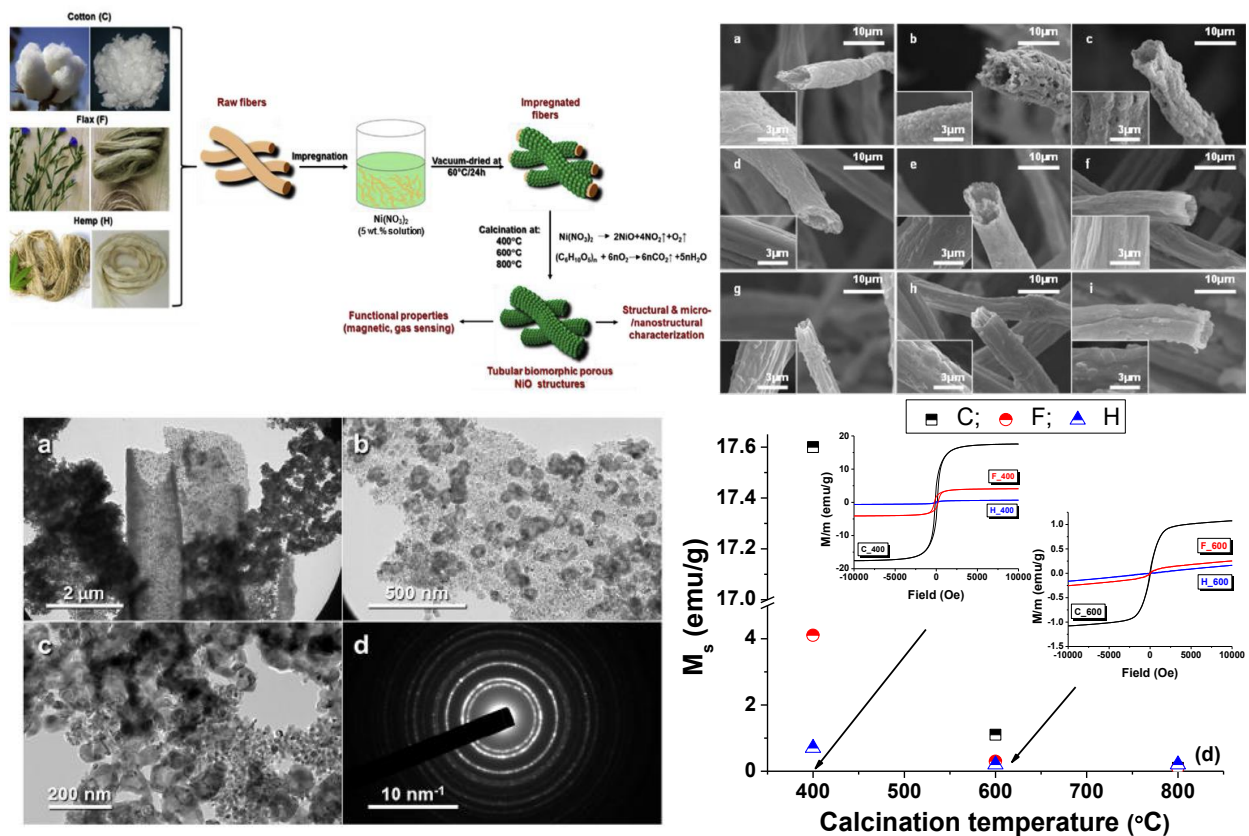 Cotton (C)
Flax (F)
Hemp (H)
Raw fibers
Impregnation
Ni(NO₃)₂
(5 wt.% solution)
Vacuum-dried at
60°C/24h
Impregnated
fibers
Calcination at:
400°C
600°C
800°C
Ni(NO₃)₂ → 2NiO+4NO₂↑+O₂↑
(C₆H₁₀O₅)ₙ + 6nO₂→6nCO₂↑ +5nH₂O
Functional properties
(magnetic, gas sensing)
Structural & micro-
/nanostructural
characterization
Tubular biomorphic porous
NiO structures
a
10µm
3µm
b
10µm
3µm
c
10µm
3µm
d
10µm
3µm
e
10µm
3µm
f
10µm
3µm
g
10µm
3µm
h
10µm
3µm
i
10µm
3µm
a
2 µm
b
500 nm
c
200 nm
d
10 nm⁻¹
C; F; H
Mₛ (emu/g)
17.6
17.4
17.2
17.0
4
2
0
400 500 600 700 800
Calcination temperature (°C)
(d)
M/m (emu/g)
20
10
0
-10
-20
F_400
H_400
C_400
-10000 -5000 0 5000 10000
Field (Oe)
M/m (emu/g)
1.0
0.5
0.0
-0.5
-1.0
F_600
H_600
C_600
-10000 -5000 0 5000 10000
Field (Oe)